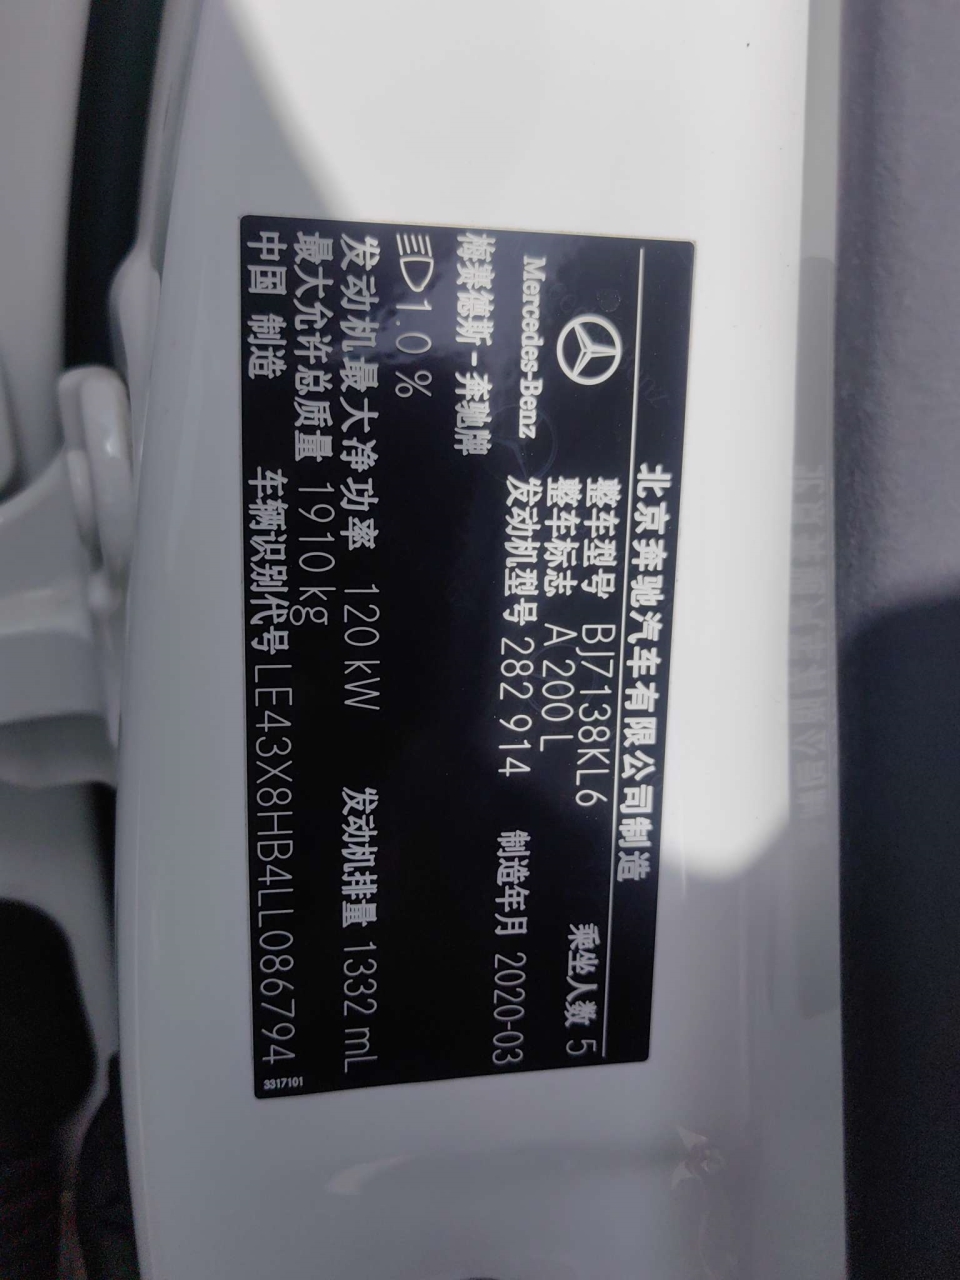 北京奔驰汽车有限公司制造
Mercedes-Benz
梅赛德斯-奔驰牌
整车型号 BJ7138KL6 乘坐人数 5
整车标志 A 200 L
发动机型号 282 914 制造年月 2020-03
1.0 %
发动机最大净功率 120 kW 发动机排量 1332 mL
最大允许总质量 1910 kg
中国 制造 车辆识别代号 LE43X8HB4LL086794
3317101